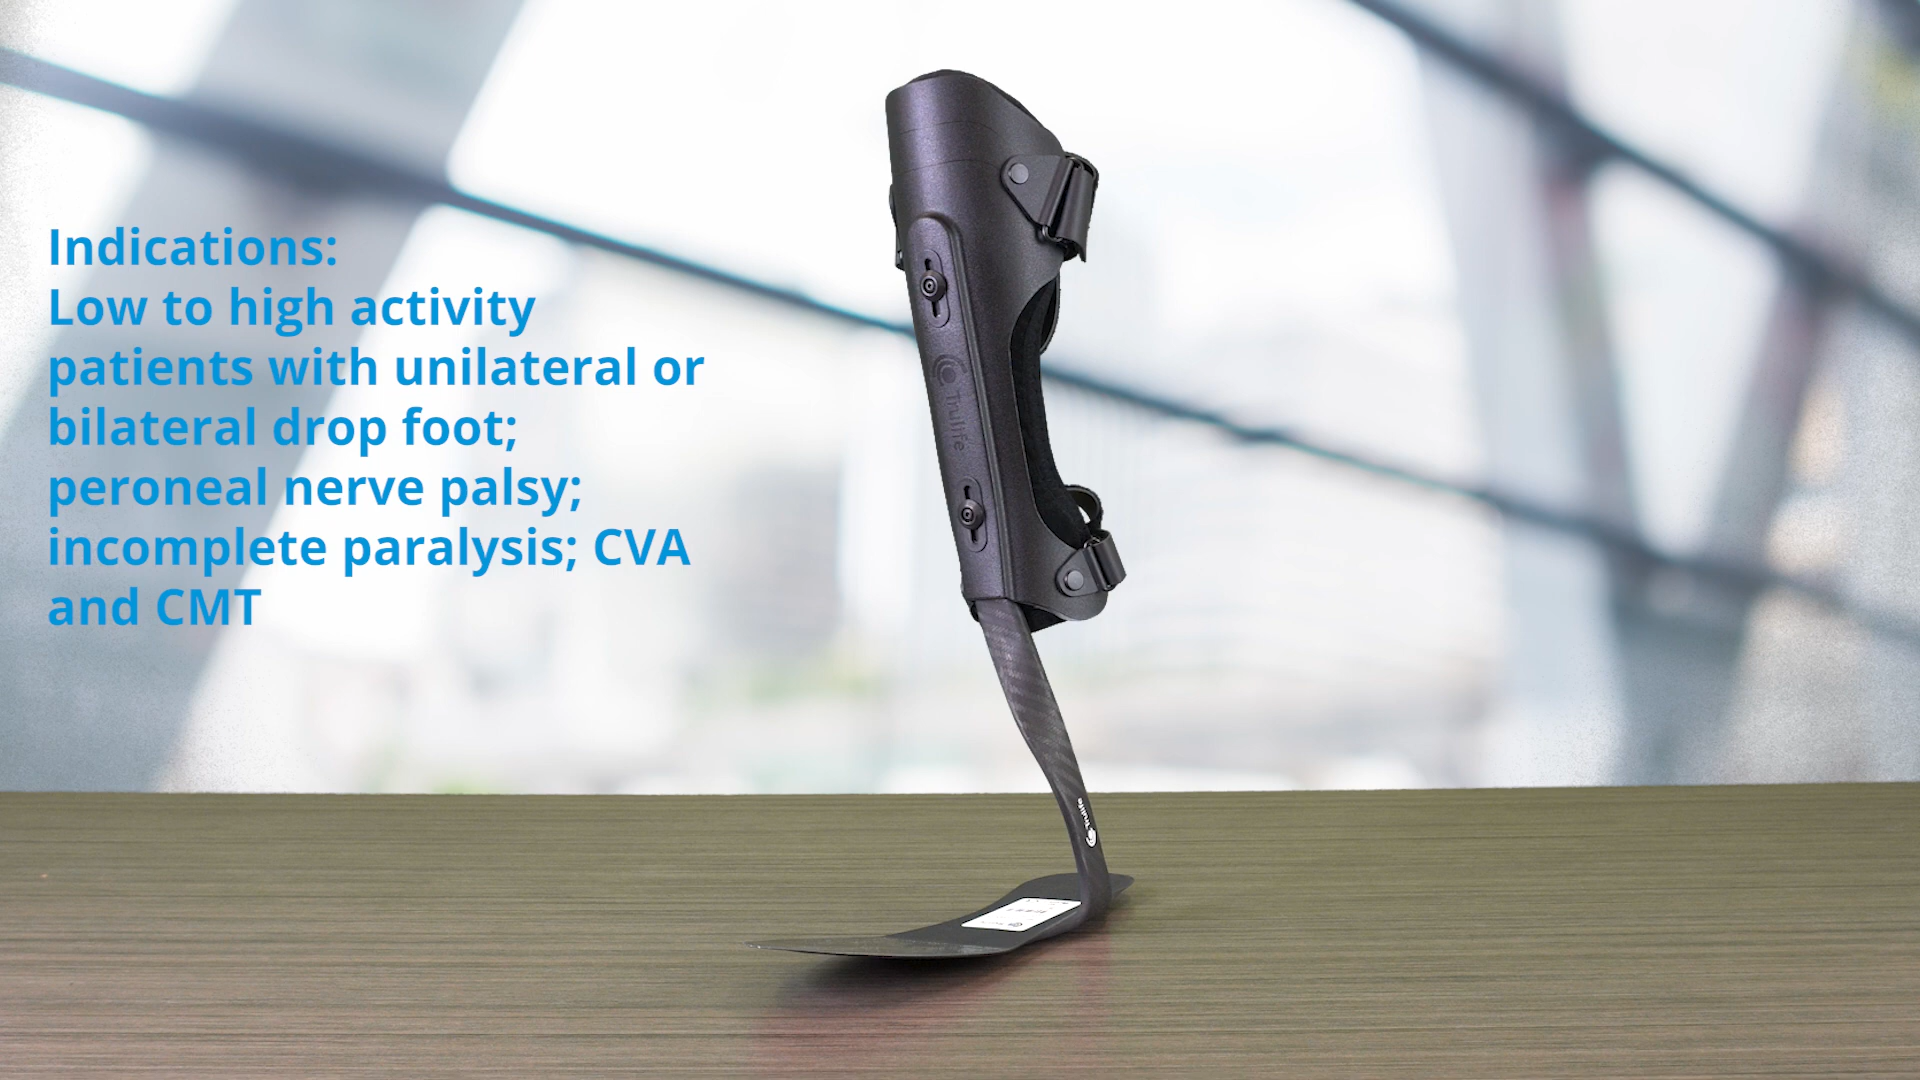 Indications:
Low to high activity
patients with unilateral or
bilateral drop foot;
peroneal nerve palsy;
incomplete paralysis; CVA
and CMT
Trulife
Trulife